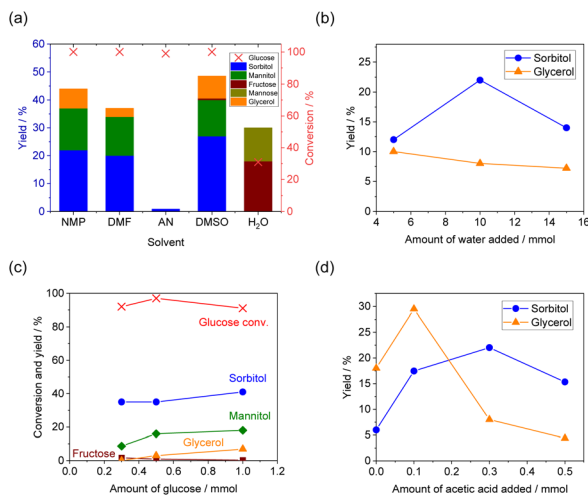 (a)
Yield / %
60
50
40
30
20
10
0
Glucose
Sorbitol
Mannitol
Fructose
Mannose
Glycerol
100
80
60
40
20
0
Conversion / %
NMP DMF AN DMSO H₂O
Solvent
(b)
Yield / %
25
20
15
10
5
0
Sorbitol
Glycerol
4 6 8 10 12 14 16
Amount of water added / mmol
(c)
Conversion and yield / %
100
80
60
40
20
0
Glucose conv.
Sorbitol
Mannitol
Glycerol
Fructose
0.0 0.2 0.4 0.6 0.8 1.0 1.2
Amount of glucose / mmol
(d)
Yield / %
30
25
20
15
10
5
0
Sorbitol
Glycerol
0.0 0.1 0.2 0.3 0.4 0.5
Amount of acetic acid added / mmol